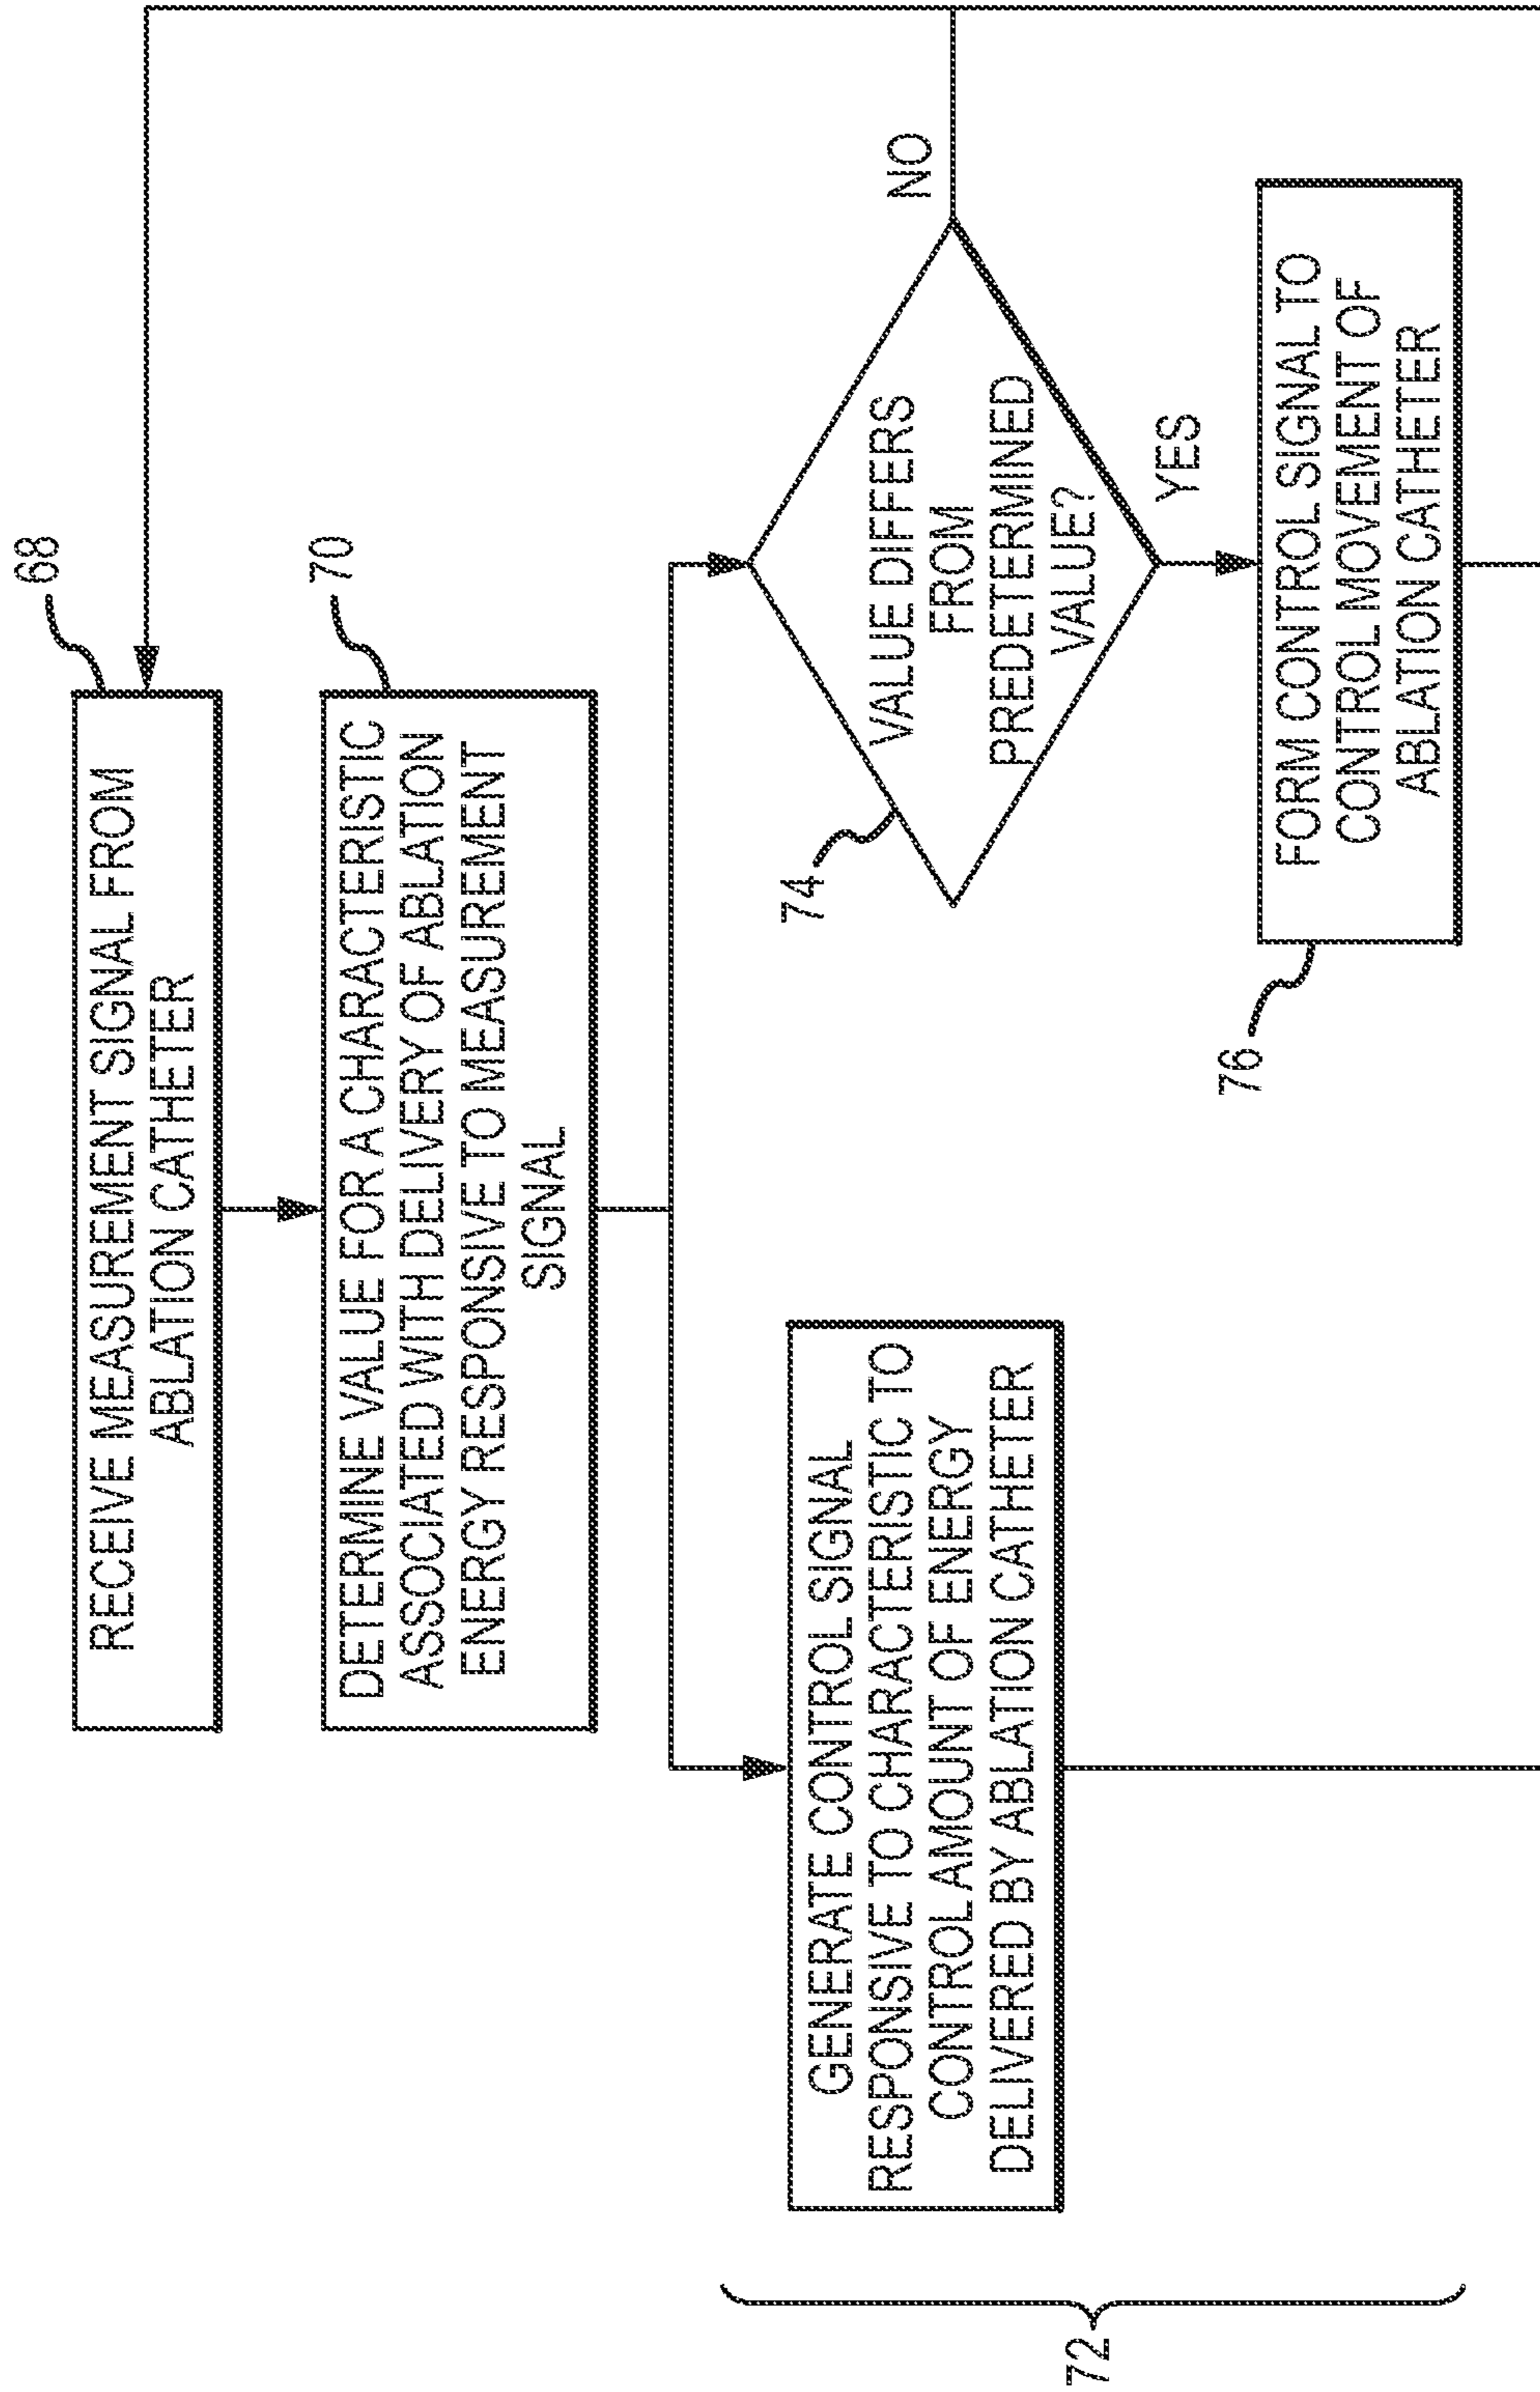 68
RECEIVE MEASUREMENT SIGNAL FROM
ABLATION CATHETER
70
DETERMINE VALUE FOR A CHARACTERISTIC
ASSOCIATED WITH DELIVERY OF ABLATION
ENERGY RESPONSIVE TO MEASUREMENT
SIGNAL
72
GENERATE CONTROL SIGNAL
RESPONSIVE TO CHARACTERISTIC TO
CONTROL AMOUNT OF ENERGY
DELIVERED BY ABLATION CATHETER
74
VALUE DIFFERS
FROM
PREDETERMINED
VALUE?
NO
YES
76
FORM CONTROL SIGNAL TO
CONTROL MOVEMENT OF
ABLATION CATHETER